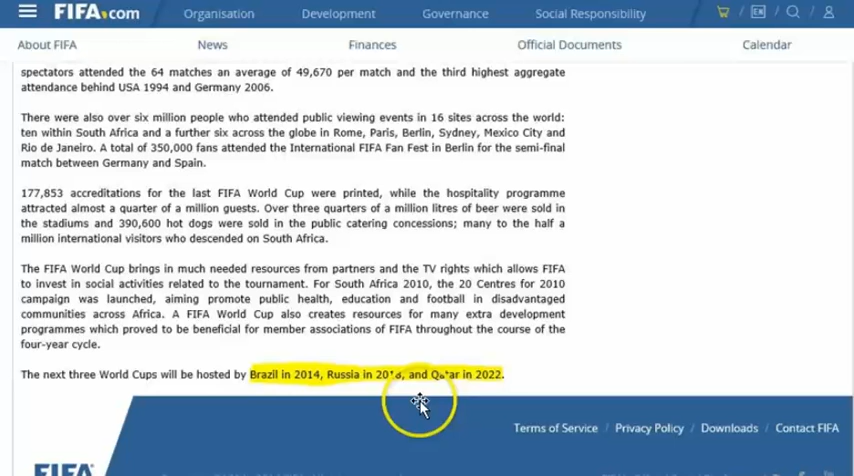 FIFA.com Organisation Development Governance Social Responsibility EN
About FIFA News Finances Official Documents Calendar
spectators attended the 64 matches an average of 49,670 per match and the third highest aggregate
attendance behind USA 1994 and Germany 2006.
There were also over six million people who attended public viewing events in 16 sites across the world:
ten within South Africa and a further six across the globe in Rome, Paris, Berlin, Sydney, Mexico City and
Rio de Janeiro. A total of 350,000 fans attended the International FIFA Fan Fest in Berlin for the semi-final
match between Germany and Spain.
177,853 accreditations for the last FIFA World Cup were printed, while the hospitality programme
attracted almost a quarter of a million guests. Over three quarters of a million litres of beer were sold in
the stadiums and 390,600 hot dogs were sold in the public catering concessions; many to the half a
million international visitors who descended on South Africa.
The FIFA World Cup brings in much needed resources from partners and the TV rights which allows FIFA
to invest in social activities related to the tournament. For South Africa 2010, the 20 Centres for 2010
campaign was launched, aiming promote public health, education and football in disadvantaged
communities across Africa. A FIFA World Cup also creates resources for many extra development
programmes which proved to be beneficial for member associations of FIFA throughout the course of the
four-year cycle.
The next three World Cups will be hosted by Brazil in 2014, Russia in 2018, and Qatar in 2022.
Terms of Service / Privacy Policy / Downloads / Contact FIFA
FIFA